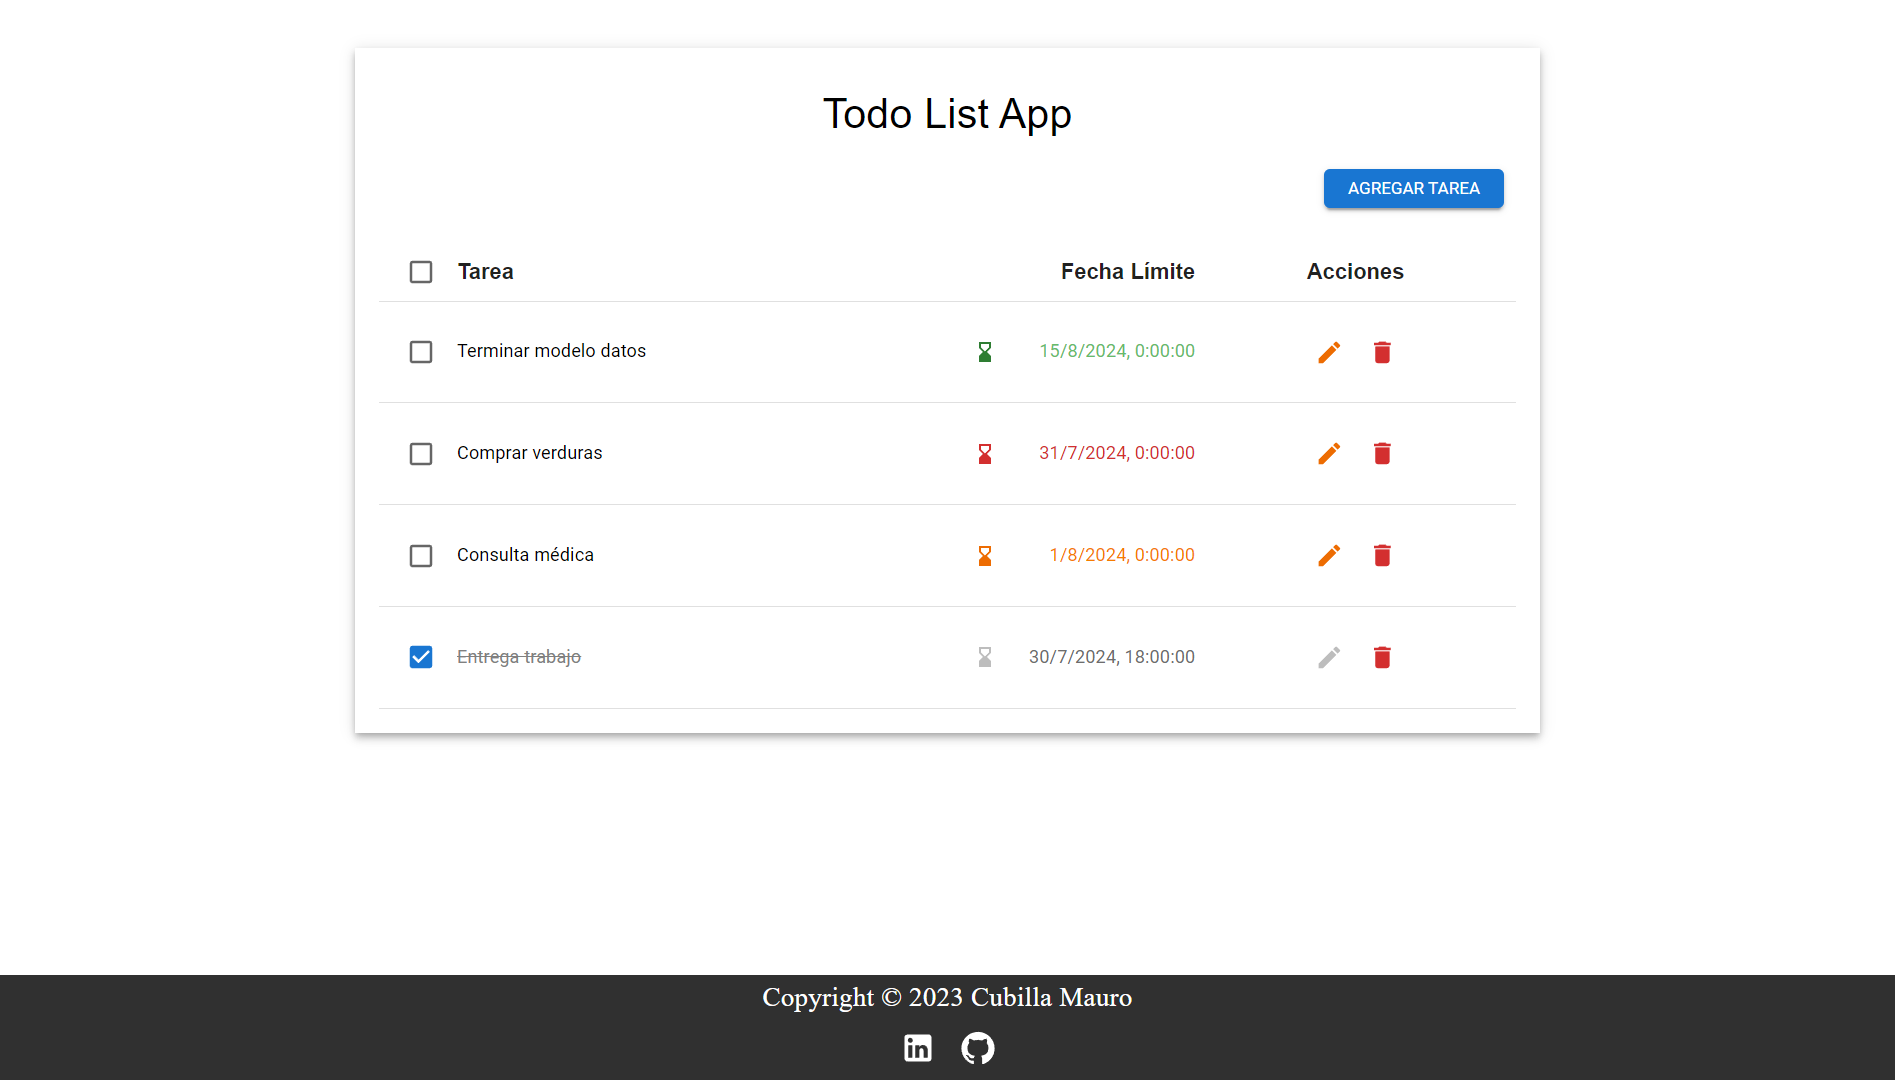 Todo List App
AGREGAR TAREA
Tarea Fecha Límite Acciones
Terminar modelo datos 15/8/2024, 0:00:00
Comprar verduras 31/7/2024, 0:00:00
Consulta médica 1/8/2024, 0:00:00
Entrega trabajo 30/7/2024, 18:00:00
Copyright © 2023 Cubilla Mauro
in